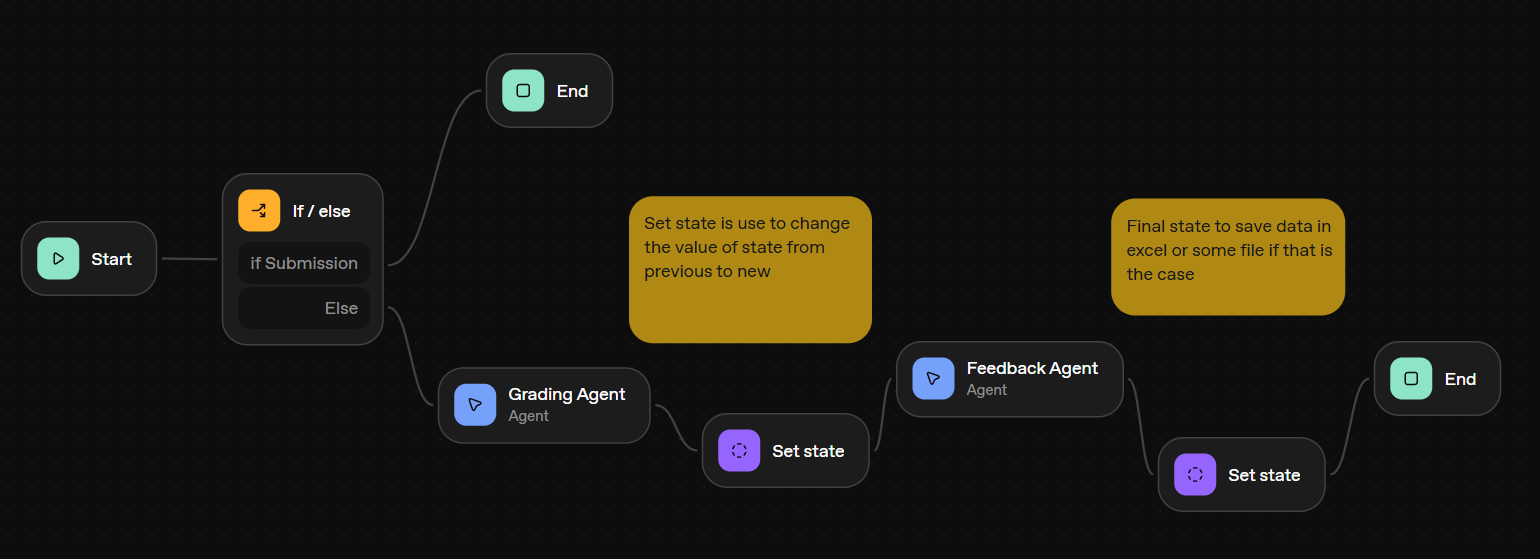 Start
If / else
if Submission
Else
End
Grading Agent
Agent
Set state is use to change
the value of state from
previous to new
Set state
Feedback Agent
Agent
Final state to save data in
excel or some file if that is
the case
Set state
End